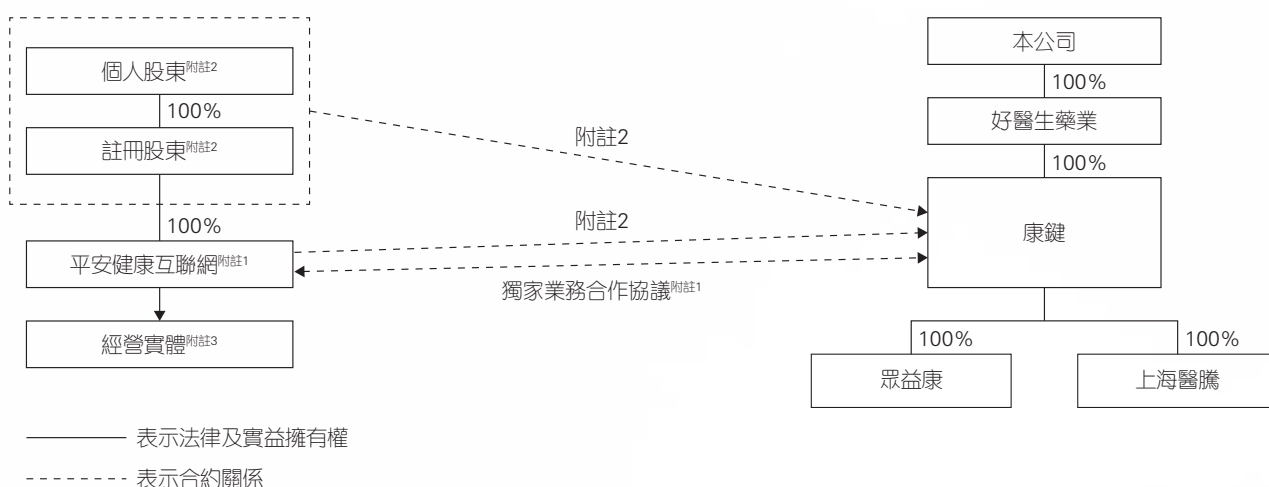 個人股東附註2
100%
註冊股東附註2
100%
平安健康互聯網附註1
經營實體附註3
附註2
附註2
獨家業務合作協議附註1
本公司
100%
好醫生藥業
100%
康鍵
100%
100%
眾益康
上海醫騰
表示法律及實益擁有權
表示合約關係